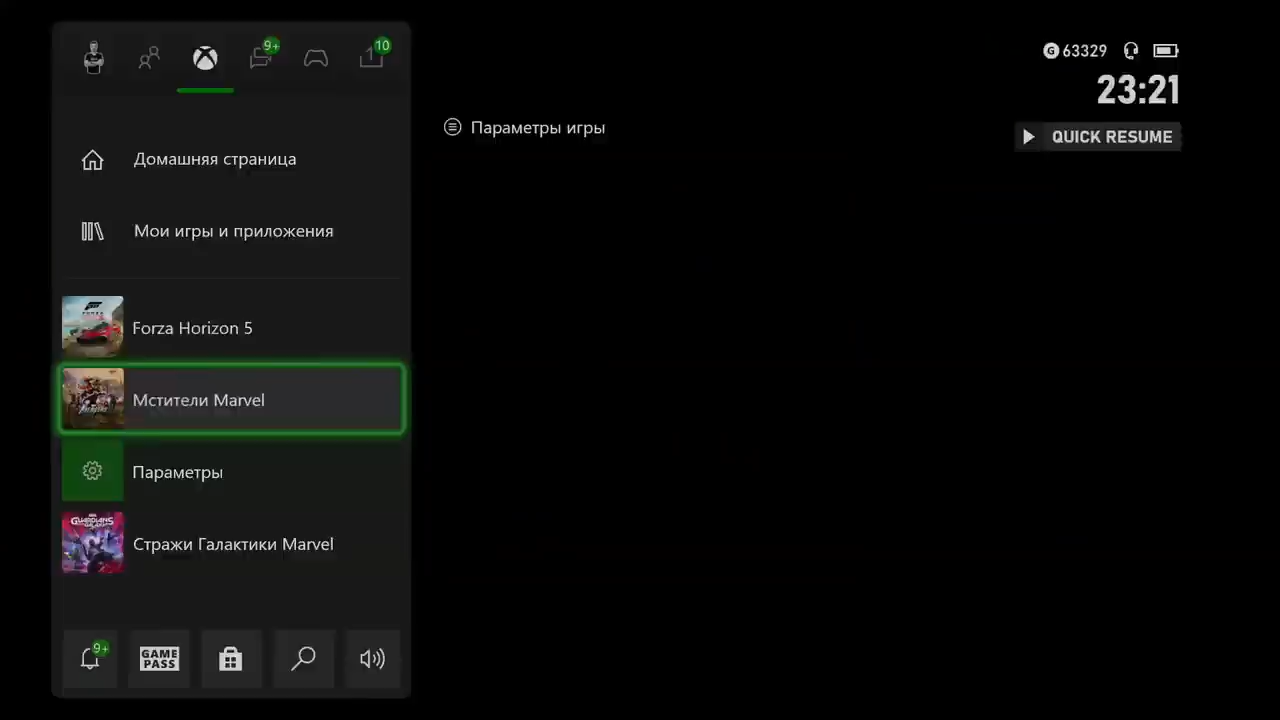 9+
10
63329
23:21
QUICK RESUME
Параметры игры
Домашняя страница
Мои игры и приложения
Forza Horizon 5
Мстители Marvel
Параметры
GUARDIANS
Стражи Галактики Marvel
9+
GAME
PASS